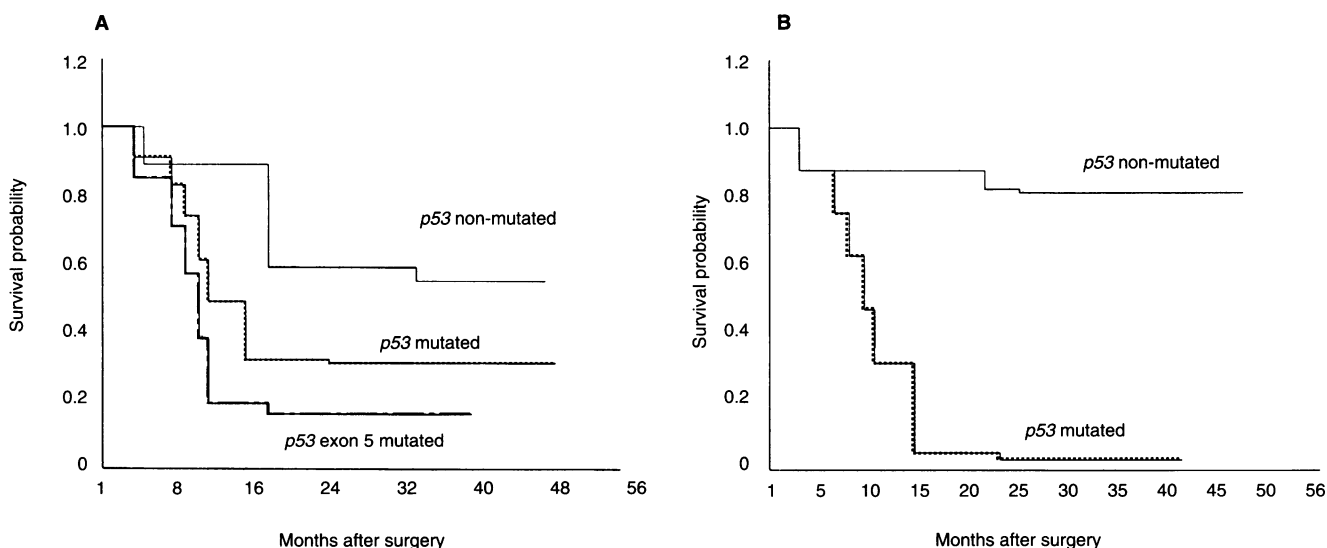 A
Survival probability
1.2
1.0
0.8
0.6
0.4
0.2
0
p53 non-mutated
p53 mutated
p53 exon 5 mutated
1 8 16 24 32 40 48 56
Months after surgery
B
Survival probability
1.2
1.0
0.8
0.6
0.4
0.2
0
p53 non-mutated
p53 mutated
1 5 10 15 20 25 30 35 40 45 50 56
Months after surgery